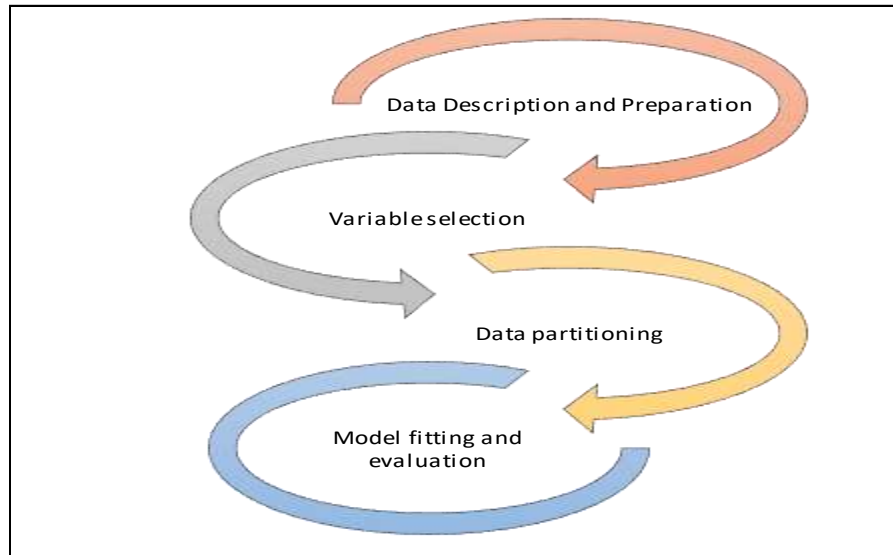 Data Description and Preparation
Variable selection
Data partitioning
Model fitting and
evaluation